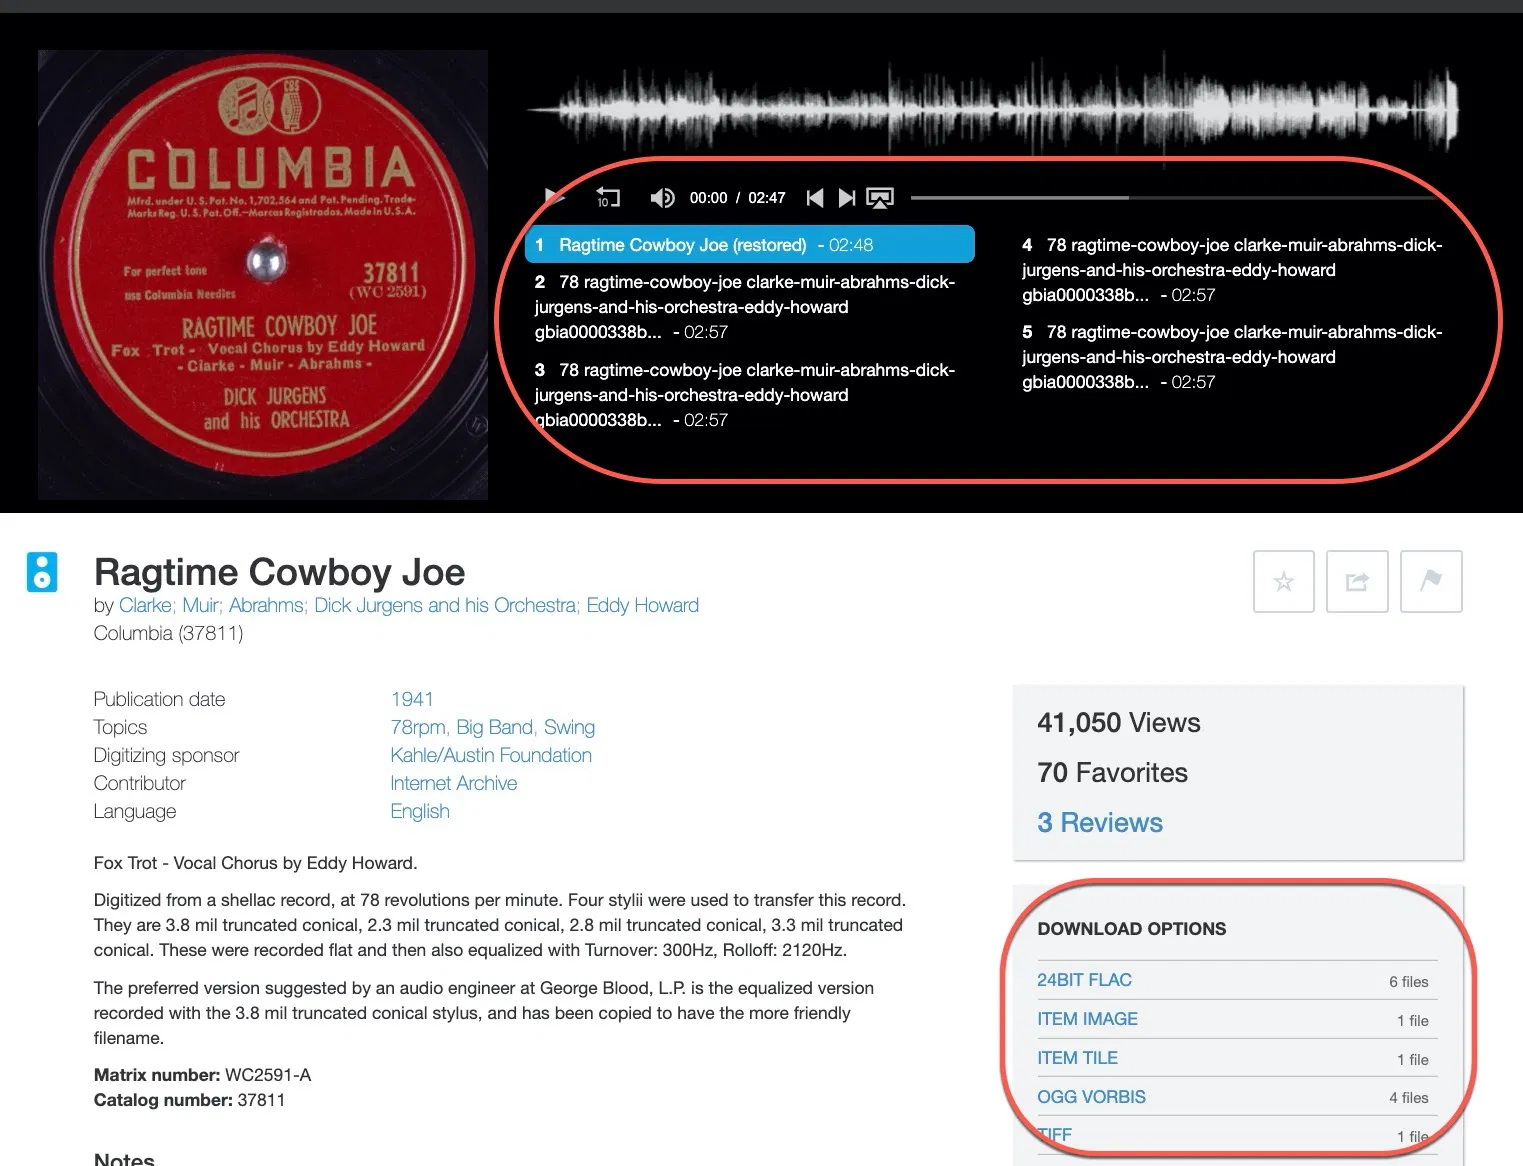 CBS
COLUMBIA
Mfrd. under U.S. Pat. No. 1,702,564 and Pat. Pending. Trade-
Marks Reg. U.S. Pat. Off.—Marcas Registradas. Made in U.S.A.
For perfect tone
use Columbia Needles
37811
(WC 2591)
RAGTIME COWBOY JOE
Fox Trot - Vocal Chorus by Eddy Howard
- Clarke - Muir - Abrahms -
DICK JURGENS
and his ORCHESTRA
10
00:00 / 02:47
1 Ragtime Cowboy Joe (restored) - 02:48
2 78 ragtime-cowboy-joe clarke-muir-abrahms-dick-
jurgens-and-his-orchestra-eddy-howard
gbia0000338b... - 02:57
3 78 ragtime-cowboy-joe clarke-muir-abrahms-dick-
jurgens-and-his-orchestra-eddy-howard
gbia0000338b... - 02:57
4 78 ragtime-cowboy-joe clarke-muir-abrahms-dick-
jurgens-and-his-orchestra-eddy-howard
gbia0000338b... - 02:57
5 78 ragtime-cowboy-joe clarke-muir-abrahms-dick-
jurgens-and-his-orchestra-eddy-howard
gbia0000338b... - 02:57
Ragtime Cowboy Joe
by Clarke; Muir; Abrahms; Dick Jurgens and his Orchestra; Eddy Howard
Columbia (37811)
Publication date 1941
Topics 78rpm, Big Band, Swing
Digitizing sponsor Kahle/Austin Foundation
Contributor Internet Archive
Language English
Fox Trot - Vocal Chorus by Eddy Howard.
Digitized from a shellac record, at 78 revolutions per minute. Four stylii were used to transfer this record.
They are 3.8 mil truncated conical, 2.3 mil truncated conical, 2.8 mil truncated conical, 3.3 mil truncated
conical. These were recorded flat and then also equalized with Turnover: 300Hz, Rolloff: 2120Hz.
The preferred version suggested by an audio engineer at George Blood, L.P. is the equalized version
recorded with the 3.8 mil truncated conical stylus, and has been copied to have the more friendly
filename.
Matrix number: WC2591-A
Catalog number: 37811
Notes
41,050 Views
70 Favorites
3 Reviews
DOWNLOAD OPTIONS
24BIT FLAC 6 files
ITEM IMAGE 1 file
ITEM TILE 1 file
OGG VORBIS 4 files
TIFF 1 file